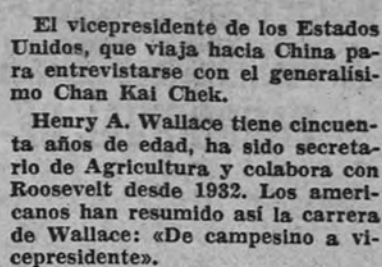 El vicepresidente de los Estados
Unidos, que viaja hacia China pa-
ra entrevistarse con el generalísi-
mo Chan Kai Chek.
Henry A. Wallace tiene cincuen-
ta años de edad, ha sido secreta-
rio de Agricultura y colabora con
Roosevelt desde 1932. Los ameri-
canos han resumido así la carrera
de Wallace: «De campesino a vi-
cepresidente».